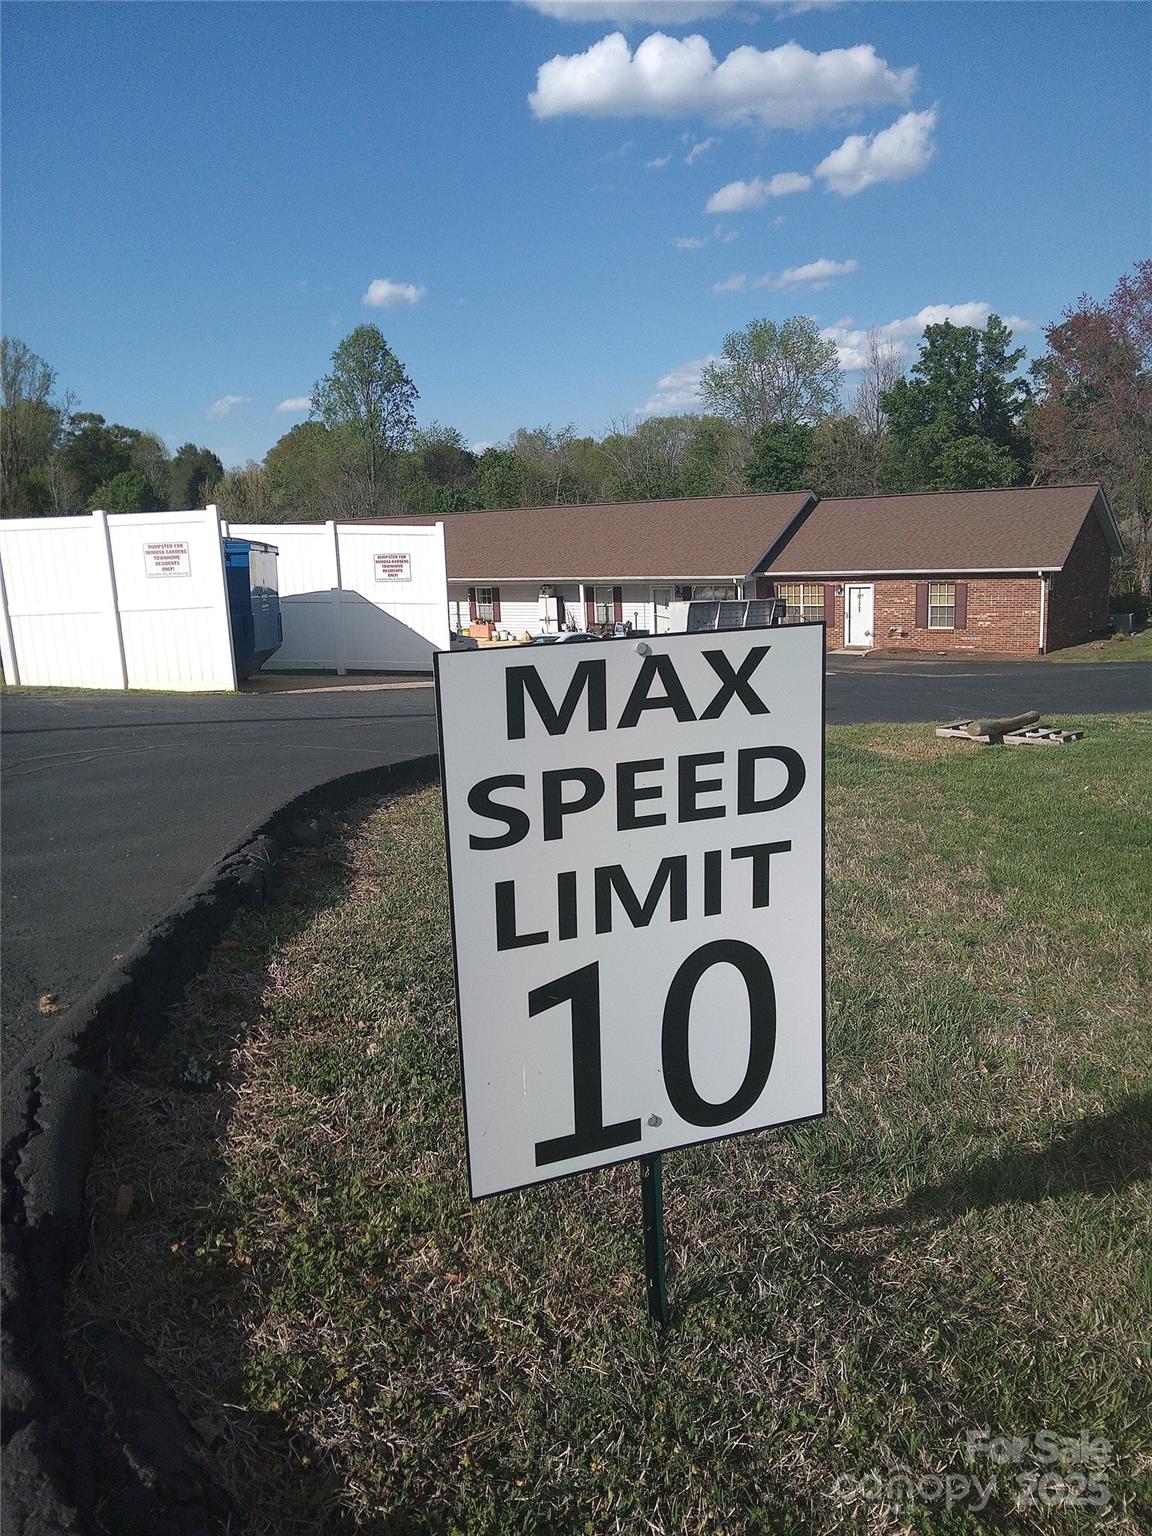 MAX
SPEED
LIMIT
10
DUMPSTER FOR
MIMOSA GARDENS
TOWNHOME
RESIDENTS
ONLY!
DUMPSTER FOR
MIMOSA GARDENS
TOWNHOME
RESIDENTS
ONLY!
For Sale
canopy 2025